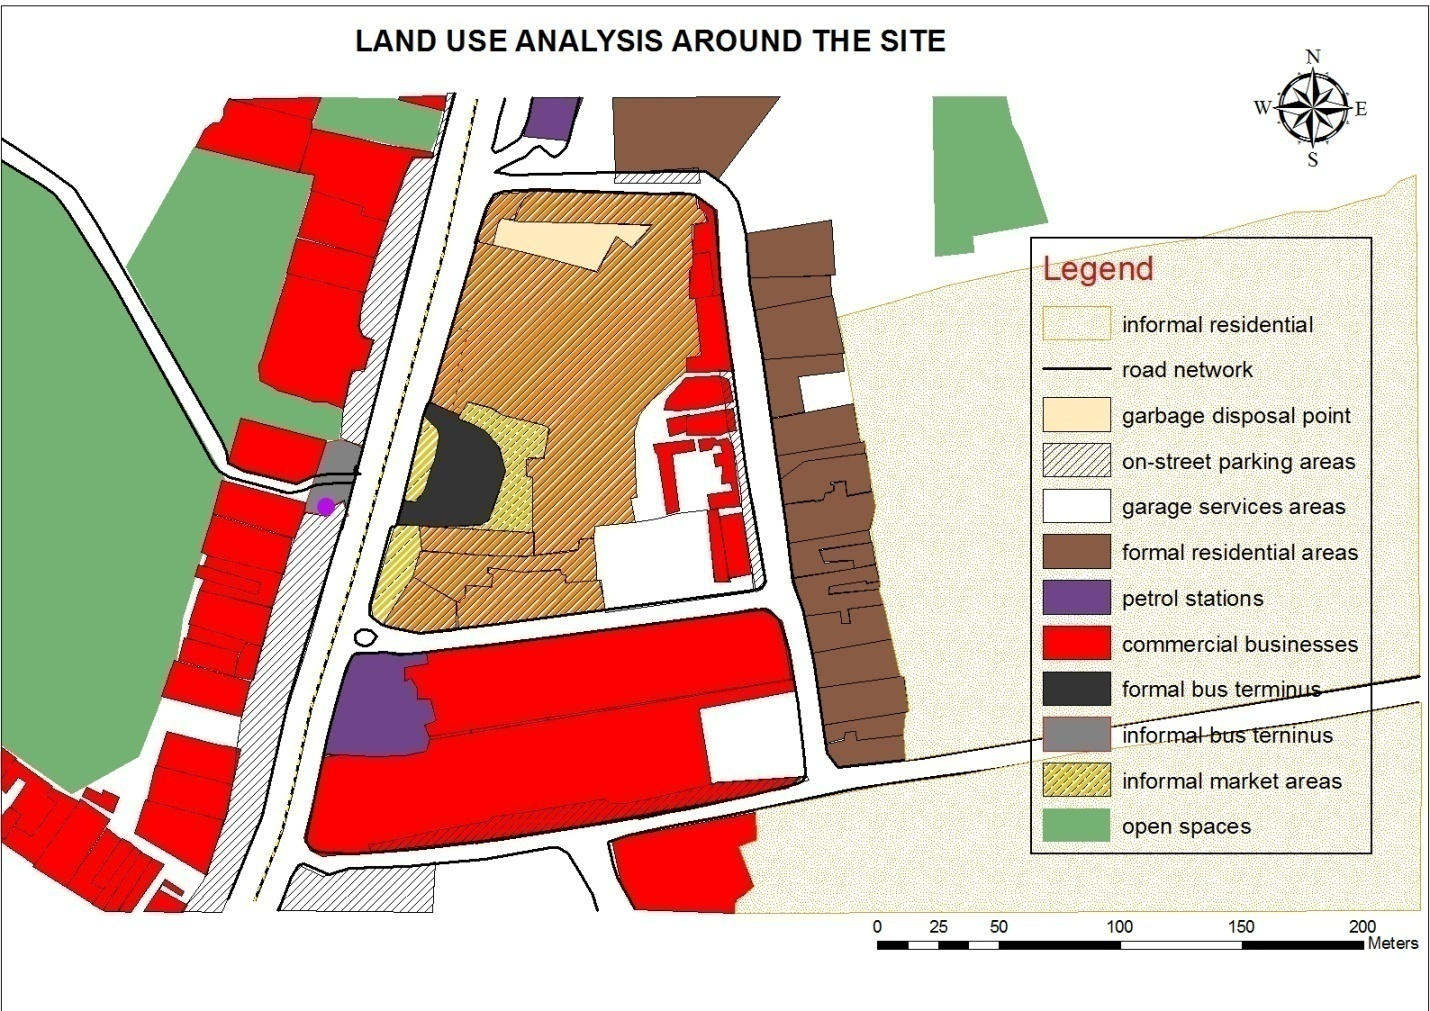 LAND USE ANALYSIS AROUND THE SITE
N
W E
S
Legend
informal residential
road network
garbage disposal point
on-street parking areas
garage services areas
formal residential areas
petrol stations
commercial businesses
formal bus terminus
informal bus terninus
informal market areas
open spaces
0 25 50 100 150 200
Meters